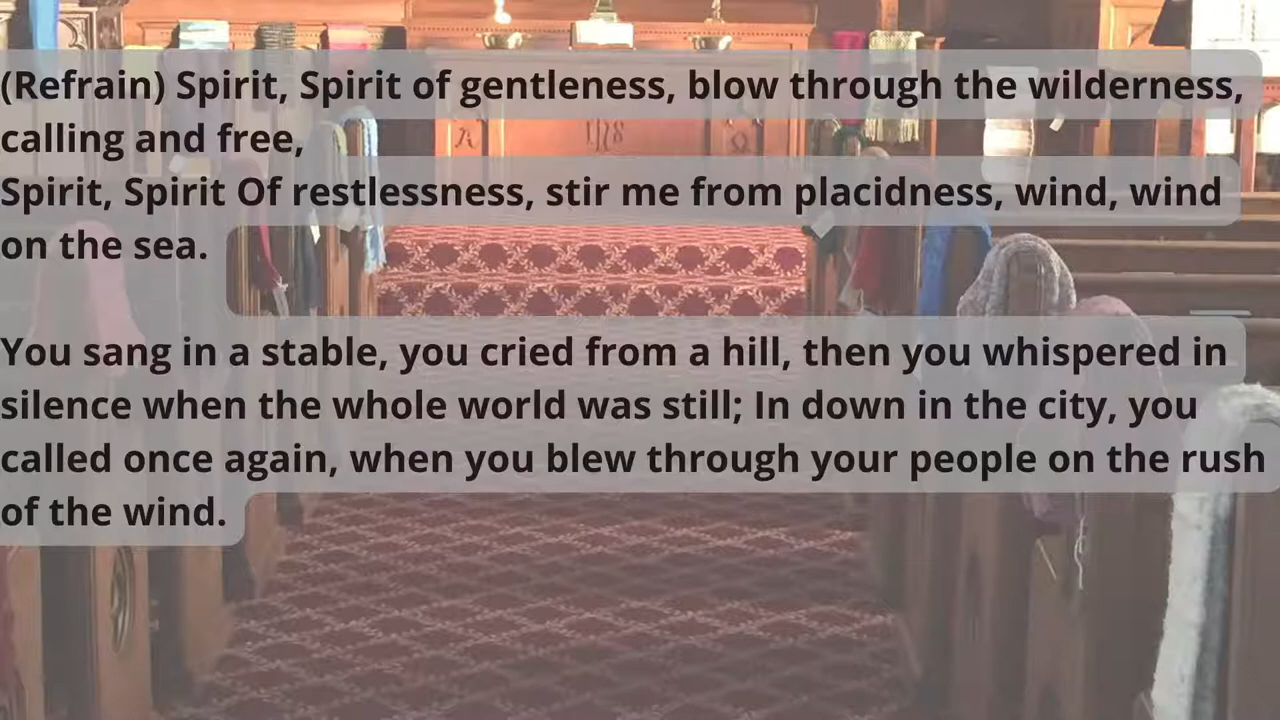 (Refrain) Spirit, Spirit of gentleness, blow through the wilderness,
calling and free,
Spirit, Spirit Of restlessness, stir me from placidness, wind, wind
on the sea.
You sang in a stable, you cried from a hill, then you whispered in
silence when the whole world was still; In down in the city, you
called once again, when you blew through your people on the rush
of the wind.